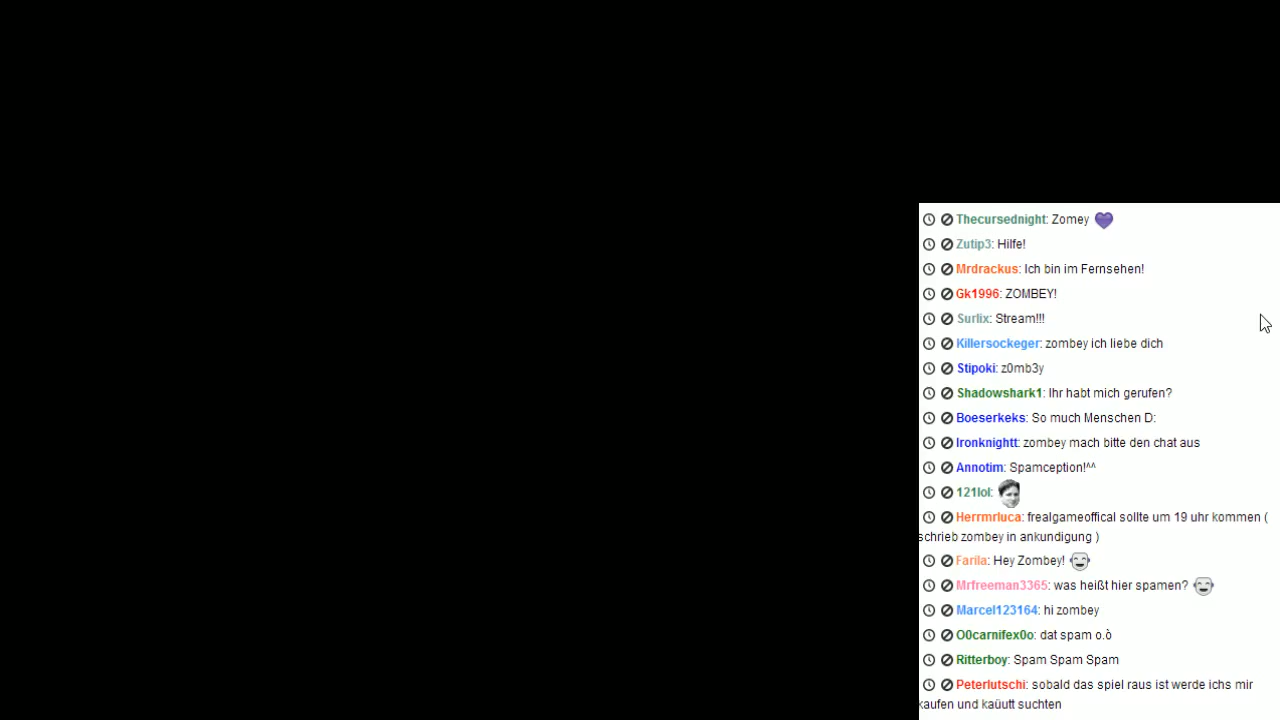 Thecursednight: Zomey
Zutip3: Hilfe!
Mrdrackus: Ich bin im Fernsehen!
Gk1996: ZOMBEY!
Surlix: Stream!!!
Killersockeger: zombey ich liebe dich
Stipoki: z0mb3y
Shadowshark1: Ihr habt mich gerufen?
Boeserkeks: So much Menschen D:
Ironknightt: zombey mach bitte den chat aus
Annotim: Spamception!^^
121lol:
Herrmrluca: frealgameoffical sollte um 19 uhr kommen (
schrieb zombey in ankundigung )
Farila: Hey Zombey!
Mrfreeman3365: was heißt hier spamen?
Marcel123164: hi zombey
O0carnifex0o: dat spam o.ò
Ritterboy: Spam Spam Spam
Peterlutschi: sobald das spiel raus ist werde ichs mir
kaufen und kaüutt suchten